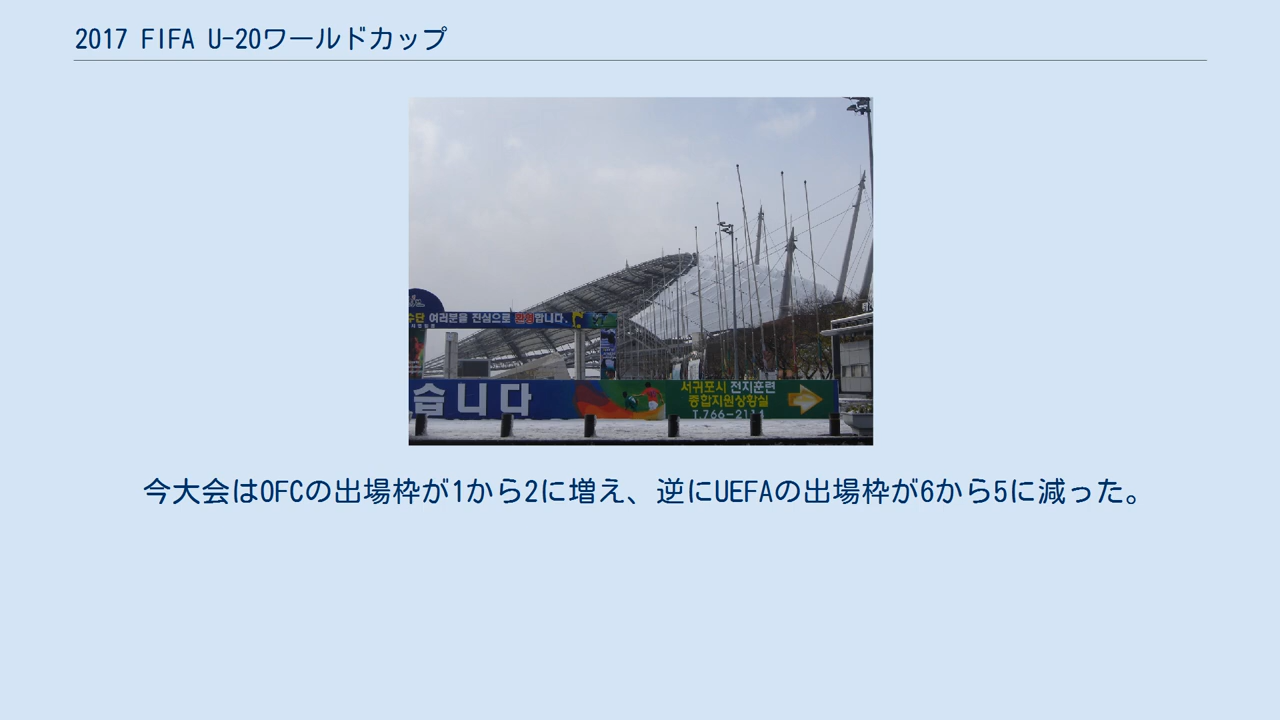 2017 FIFA U-20ワールドカップ
수단 여러분을 진심으로 환영합니다.
습니다
서귀포시 전지훈련
종합지원상황실
T.766-2114
今大会はOFCの出場枠が1から2に増え、逆にUEFAの出場枠が6から5に減った。